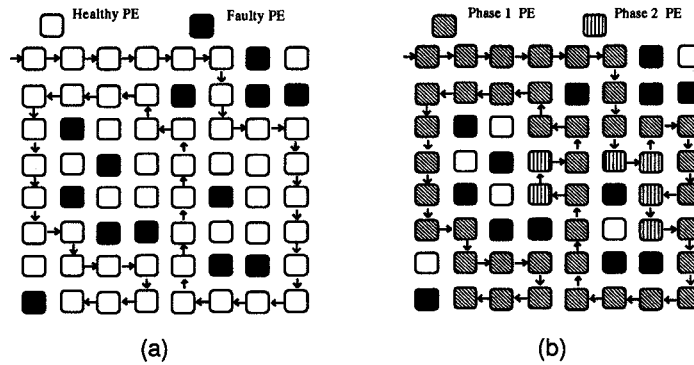 Healthy PE
Faulty PE
Phase 1 PE
Phase 2 PE
(a)
(b)